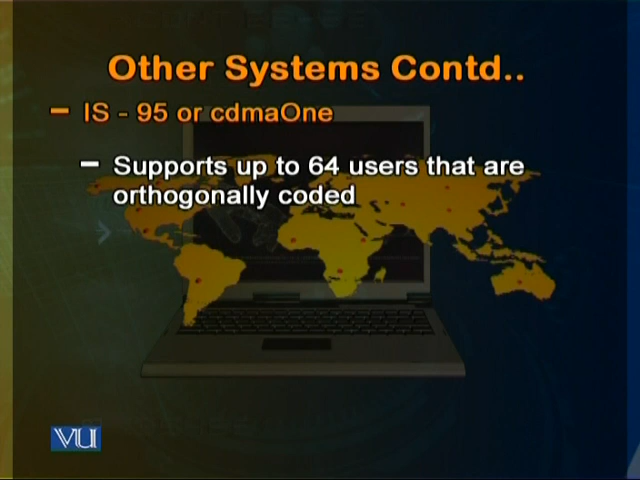 Other Systems Contd..
– IS - 95 or cdmaOne
– Supports up to 64 users that are
orthogonally coded
VU